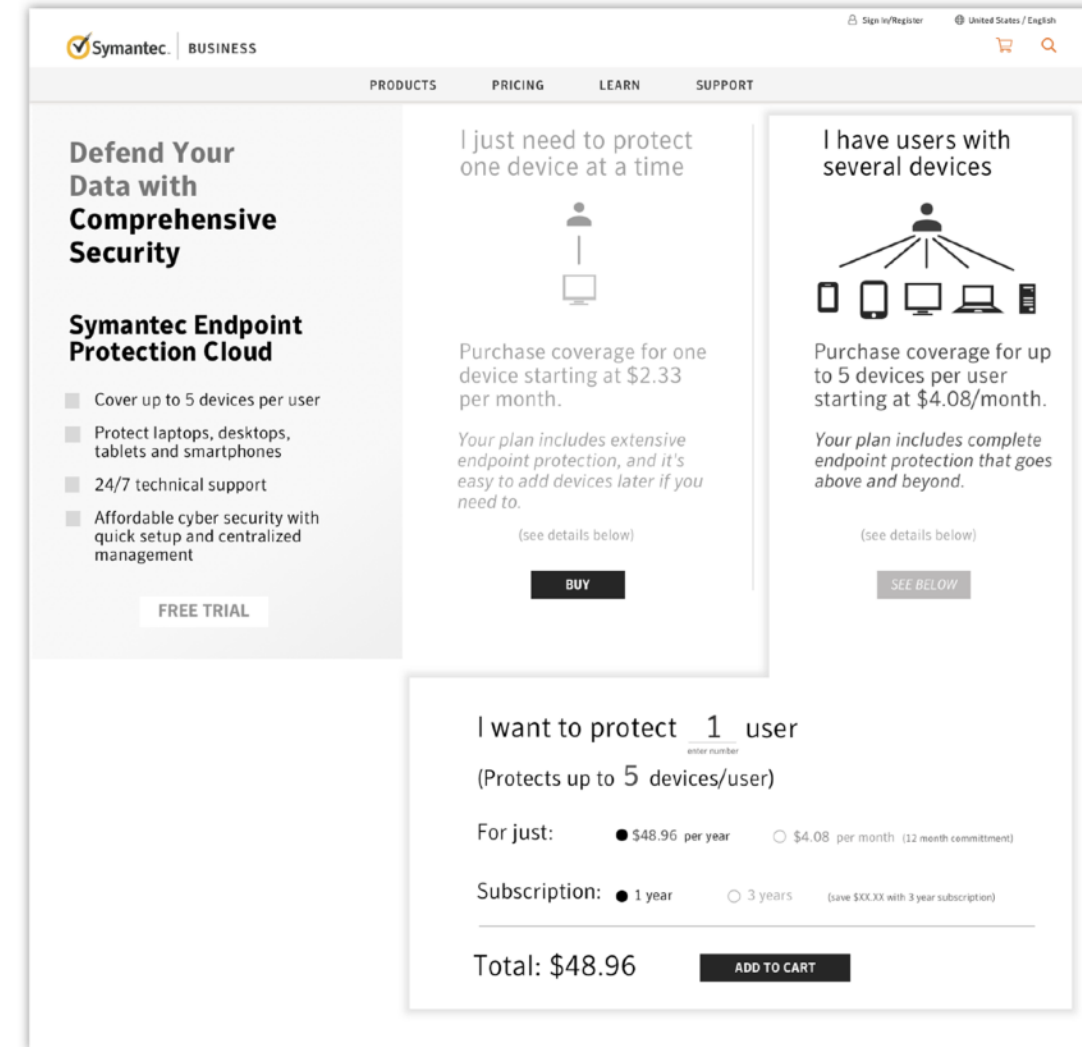 Sign In/Register
United States / English
Symantec. BUSINESS
PRODUCTS PRICING LEARN SUPPORT
Defend Your
Data with
Comprehensive
Security
Symantec Endpoint
Protection Cloud
Cover up to 5 devices per user
Protect laptops, desktops,
tablets and smartphones
24/7 technical support
Affordable cyber security with
quick setup and centralized
management
FREE TRIAL
I just need to protect
one device at a time
Purchase coverage for one
device starting at $2.33
per month.
Your plan includes extensive
endpoint protection, and it's
easy to add devices later if you
need to.
(see details below)
BUY
I have users with
several devices
Purchase coverage for up
to 5 devices per user
starting at $4.08/month.
Your plan includes complete
endpoint protection that goes
above and beyond.
(see details below)
SEE BELOW
I want to protect 1 user
enter number
(Protects up to 5 devices/user)
For just: $48.96 per year $4.08 per month (12 month committment)
Subscription: 1 year 3 years (save $XX.XX with 3 year subscription)
Total: $48.96 ADD TO CART